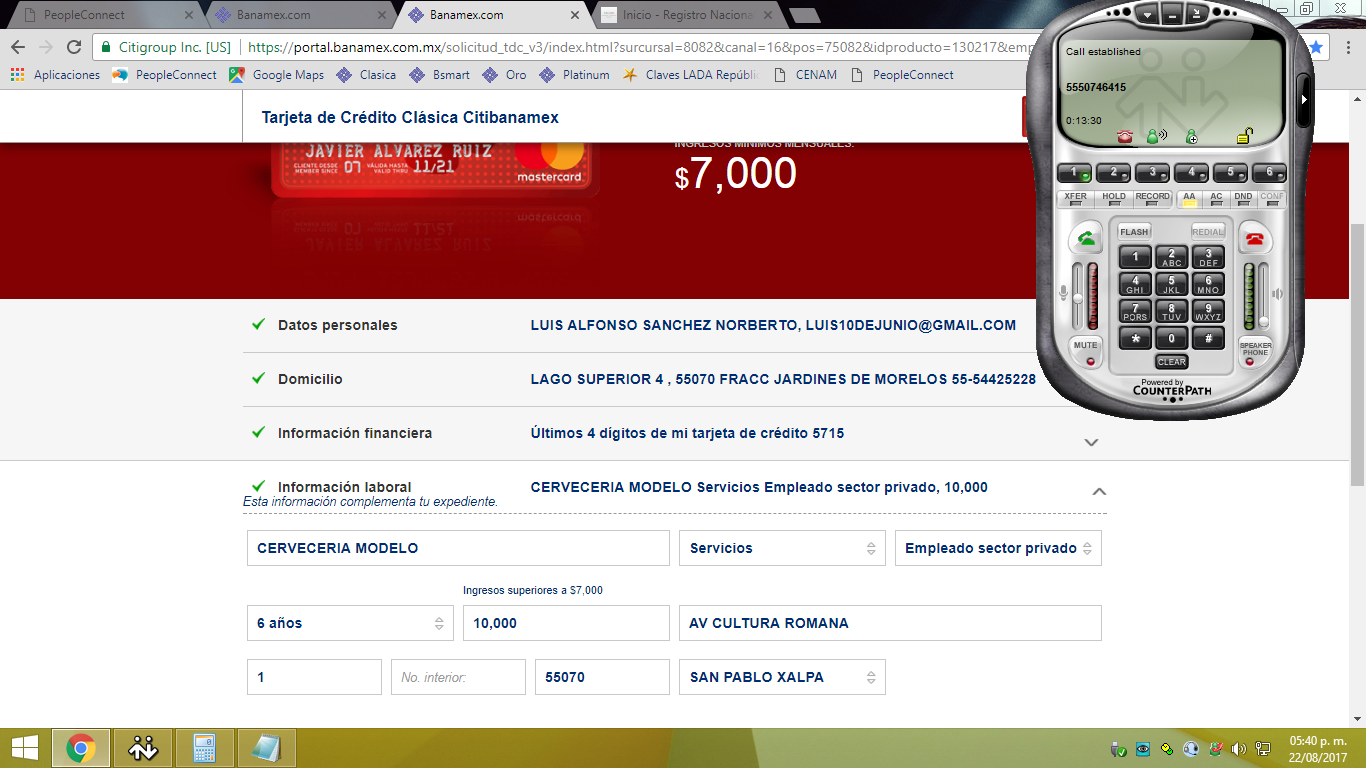 PeopleConnect
Banamex.com
Banamex.com
Inicio - Registro Naciona
Citigroup Inc. [US]
https://portal.banamex.com.mx/solicitud_tdc_v3/index.html?surcursal=8082&canal=16&pos=75082&idproducto=130217&emp
Aplicaciones
PeopleConnect
Google Maps
Clasica
Bsmart
Oro
Platinum
Claves LADA Repúbli
CENAM
PeopleConnect
Tarjeta de Crédito Clásica Citibanamex
JAVIER ALVAREZ RUIZ
CLIENTE DESDE
MEMBER SINCE
07
VÁLIDA HASTA
VALID THRU
11/21
mastercard
INGRESOS MÍNIMOS MENSUALES:
$7,000
Datos personales
LUIS ALFONSO SANCHEZ NORBERTO, LUIS10DEJUNIO@GMAIL.COM
Domicilio
LAGO SUPERIOR 4 , 55070 FRACC JARDINES DE MORELOS 55-54425228
Información financiera
Últimos 4 dígitos de mi tarjeta de crédito 5715
Información laboral
CERVECERIA MODELO Servicios Empleado sector privado, 10,000
Esta información complementa tu expediente.
CERVECERIA MODELO
Servicios
Empleado sector privado
Ingresos superiores a $7,000
6 años
10,000
AV CULTURA ROMANA
1
No. interior:
55070
SAN PABLO XALPA
Call established
5550746415
0:13:30
1 2 3 4 5 6
XFER HOLD RECORD AA AC DND CONF
FLASH
REDIAL
1
2 ABC
3 DEF
4 GHI
5 JKL
6 MNO
7 PQRS
8 TUV
9 WXYZ
* 0 #
MUTE
SPEAKER
PHONE
CLEAR
Powered by
COUNTERPATH
05:40 p. m.
22/08/2017